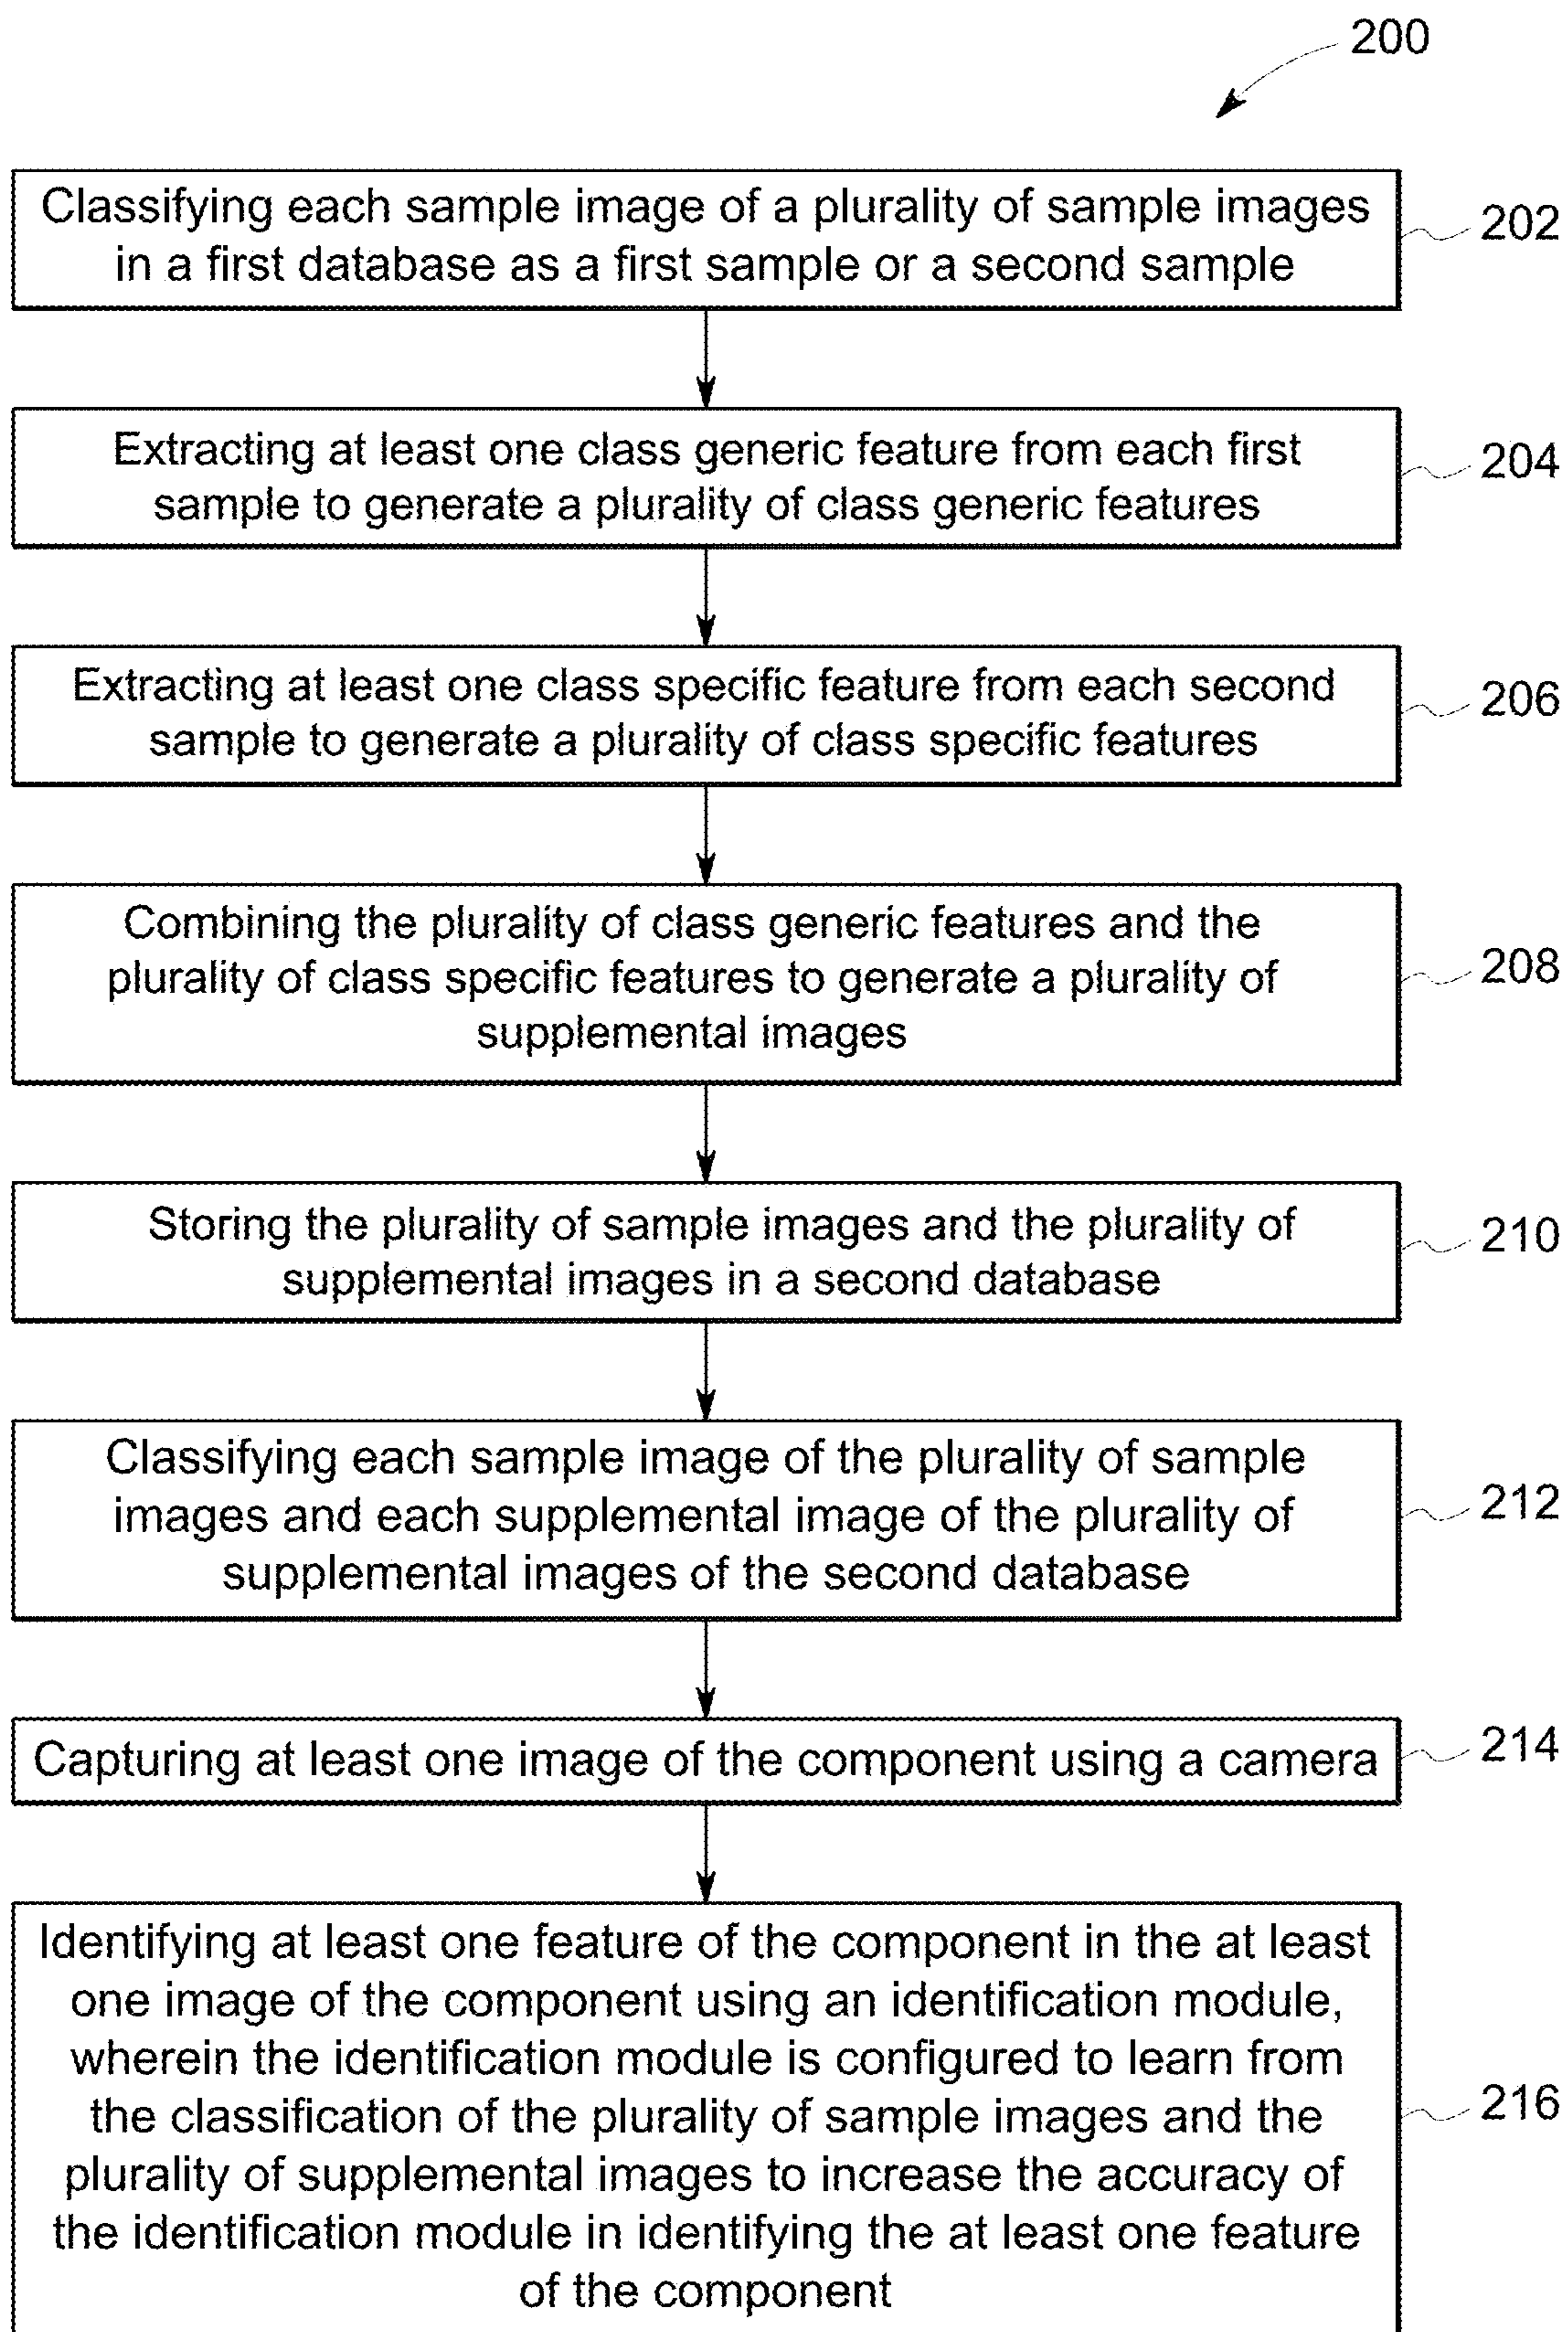 200
Classifying each sample image of a plurality of sample images
in a first database as a first sample or a second sample
202
Extracting at least one class generic feature from each first
sample to generate a plurality of class generic features
204
Extracting at least one class specific feature from each second
sample to generate a plurality of class specific features
206
Combining the plurality of class generic features and the
plurality of class specific features to generate a plurality of
supplemental images
208
Storing the plurality of sample images and the plurality of
supplemental images in a second database
210
Classifying each sample image of the plurality of sample
images and each supplemental image of the plurality of
supplemental images of the second database
212
Capturing at least one image of the component using a camera
214
Identifying at least one feature of the component in the at least
one image of the component using an identification module,
wherein the identification module is configured to learn from
the classification of the plurality of sample images and the
plurality of supplemental images to increase the accuracy of
the identification module in identifying the at least one feature
of the component
216